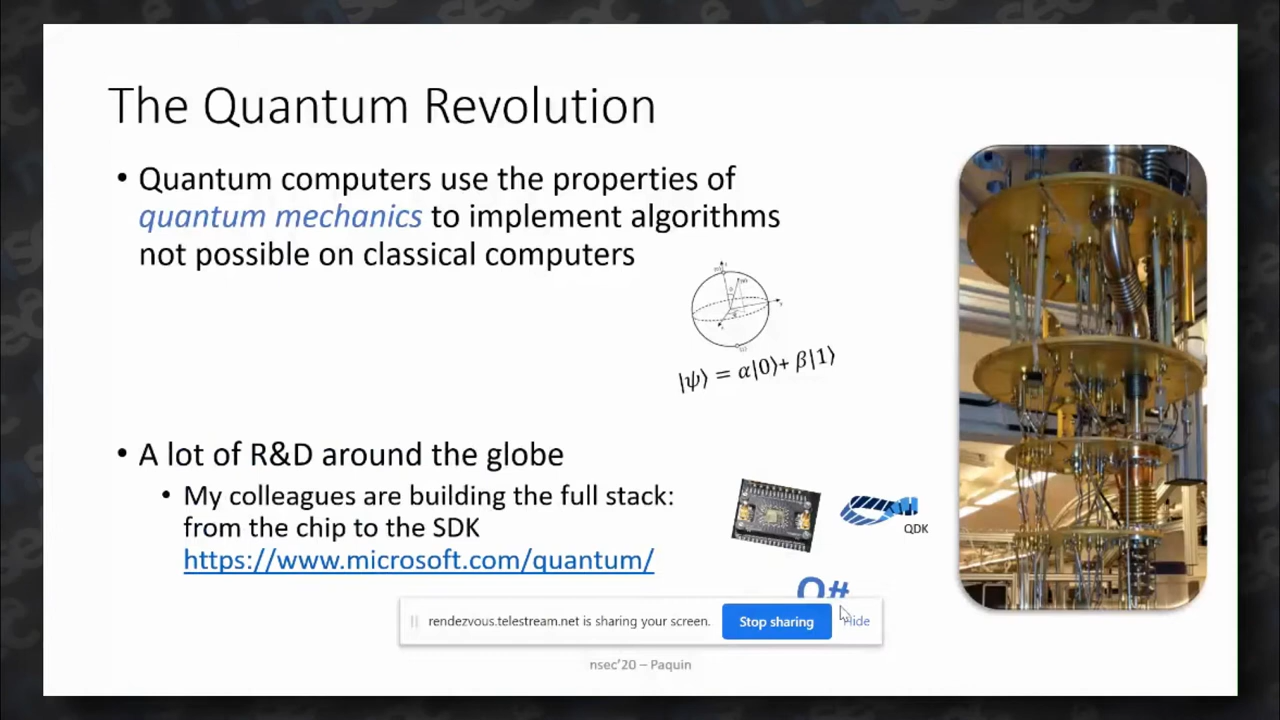 The Quantum Revolution
• Quantum computers use the properties of
quantum mechanics to implement algorithms
not possible on classical computers
|ψ⟩ = α|0⟩+ β|1⟩
• A lot of R&D around the globe
• My colleagues are building the full stack:
from the chip to the SDK
https://www.microsoft.com/quantum/
QDK
Q#
rendezvous.telestream.net is sharing your screen.
Stop sharing
Hide
nsec'20 – Paquin